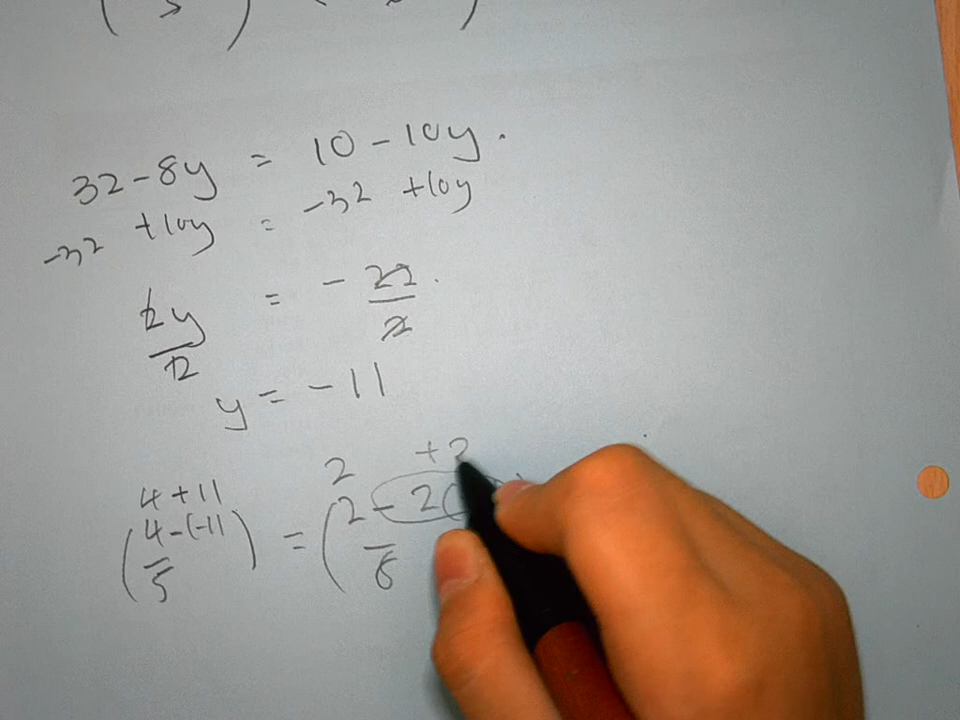 32 - 8y = 10 - 10y.
-32 +10y = -32 +10y
2y = - 22.
2 2
y = - 11
4 + 11 2 +2
(4 - (-11) ) = ( 2 - 2(
5 8